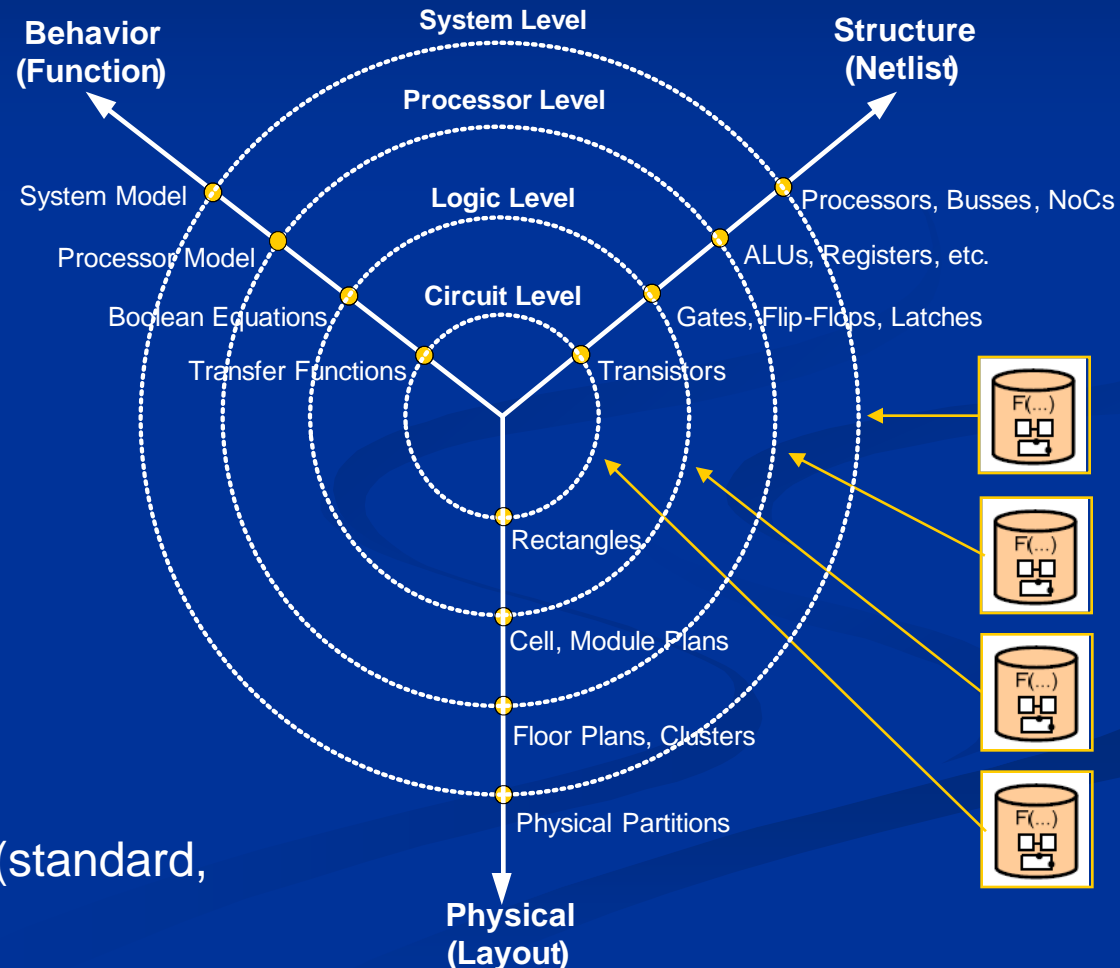 System Level
Behavior
(Function)
Structure
(Netlist)
Processor Level
System Model
Logic Level
Processors, Busses, NoCs
Processor Model
ALUs, Registers, etc.
Circuit Level
Boolean Equations
Gates, Flip-Flops, Latches
Transfer Functions
Transistors
F(...)
F(...)
Rectangles
Cell, Module Plans
F(...)
Floor Plans, Clusters
F(...)
Physical Partitions
(standard,
Physical
(Layout)